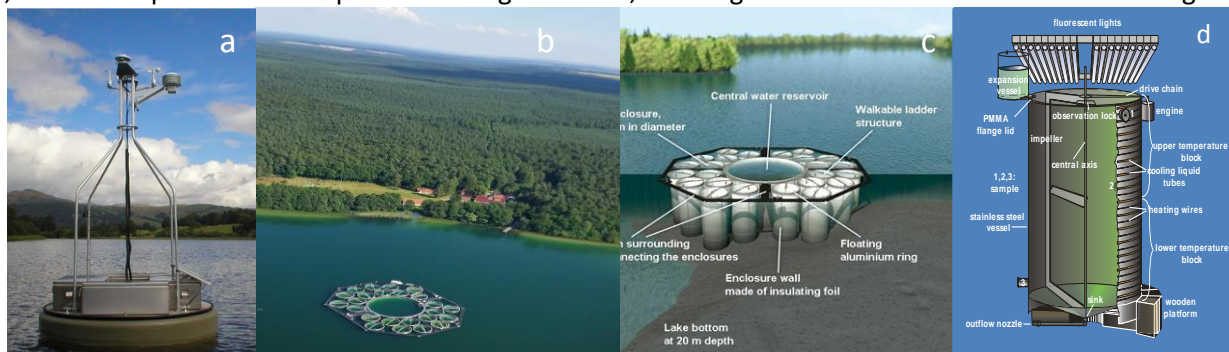 a
b
c
Central water reservoir
closure,
in diameter
Walkable ladder
structure
surrounding
nnecting the enclosures
Floating
aluminium ring
Enclosure wall
made of insulating foil
Lake bottom
at 20 m depth
d
fluorescent lights
expansion
vessel
drive chain
PMMA
flange lid
observation lock
engine
impeller
central axis
upper temperature
block
cooling liquid
tubes
1,2,3:
sample
2
heating wires
stainless steel
vessel
lower temperature
block
3
sink
wooden
platform
outflow nozzle